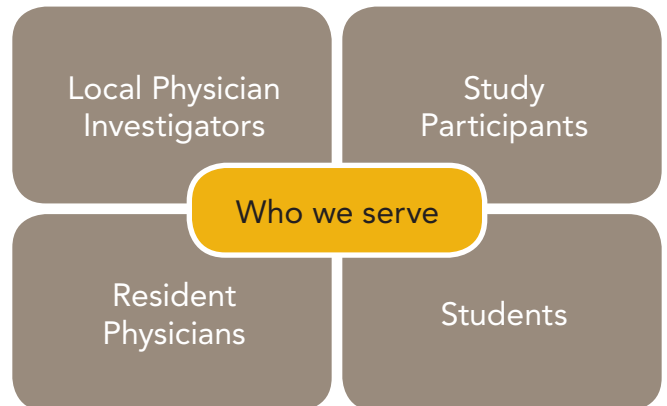 Local Physician
Investigators
Study
Participants
Who we serve
Resident
Physicians
Students